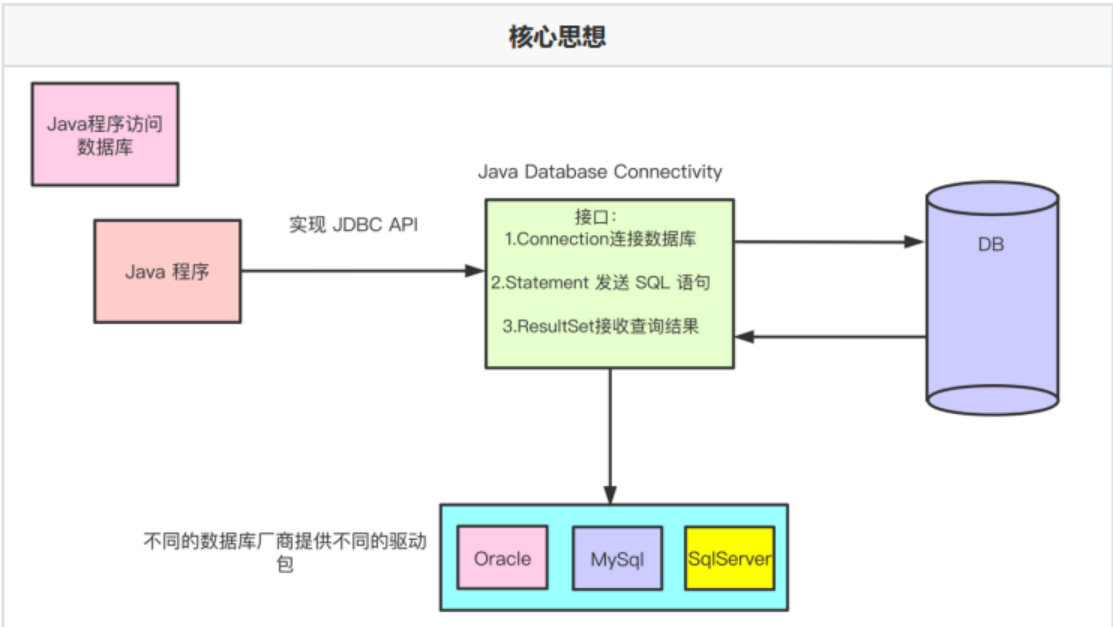 核心思想
Java程序访问
数据库
Java Database Connectivity
实现 JDBC API
接口：
1.Connection连接数据库
2.Statement 发送 SQL 语句
3.ResultSet接收查询结果
Java 程序
DB
不同的数据库厂商提供不同的驱动
包
Oracle
MySql
SqlServer